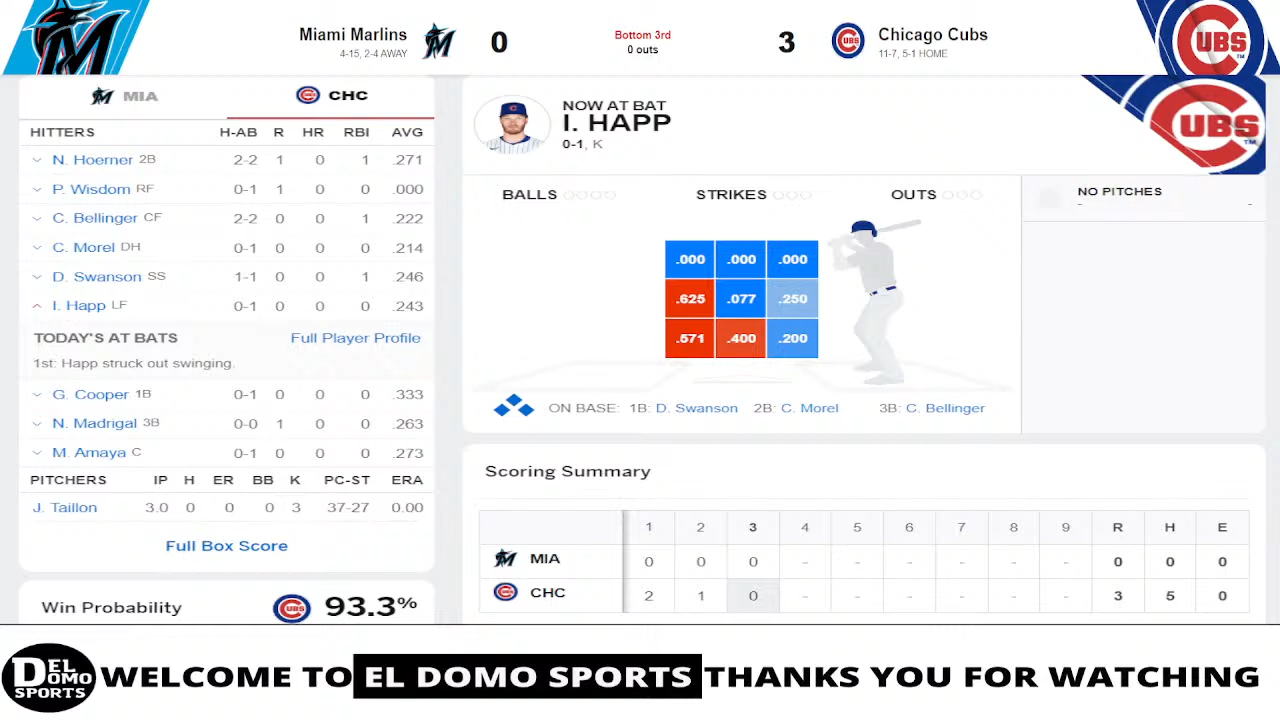 Miami Marlins
4-15, 2-4 AWAY
0
Bottom 3rd
0 outs
3
Chicago Cubs
11-7, 5-1 HOME
CUBS
MIA
CHC
HITTERS H-AB R HR RBI AVG
N. Hoerner 2B 2-2 1 0 1 .271
P. Wisdom RF 0-1 1 0 0 .000
C. Bellinger CF 2-2 0 0 1 .222
C. Morel DH 0-1 0 0 0 .214
D. Swanson SS 1-1 0 0 1 .246
I. Happ LF 0-1 0 0 0 .243
TODAY'S AT BATS Full Player Profile
1st: Happ struck out swinging.
G. Cooper 1B 0-1 0 0 0 .333
N. Madrigal 3B 0-0 1 0 0 .263
M. Amaya C 0-1 0 0 0 .273
PITCHERS IP H ER BB K PC-ST ERA
J. Taillon 3.0 0 0 0 3 37-27 0.00
Full Box Score
Win Probability CUBS 93.3%
NOW AT BAT
I. HAPP
0-1, K
CUBS
BALLS STRIKES OUTS
NO PITCHES
- -
.000 .000 .000
.625 .077 .250
.571 .400 .200
ON BASE: 1B: D. Swanson 2B: C. Morel 3B: C. Bellinger
Scoring Summary
1 2 3 4 5 6 7 8 9 R H E
MIA 0 0 0 - - - - - - 0 0 0
CHC 2 1 0 - - - - - - 3 5 0
DEL DOMO SPORTS
WELCOME TO EL DOMO SPORTS THANKS YOU FOR WATCHING